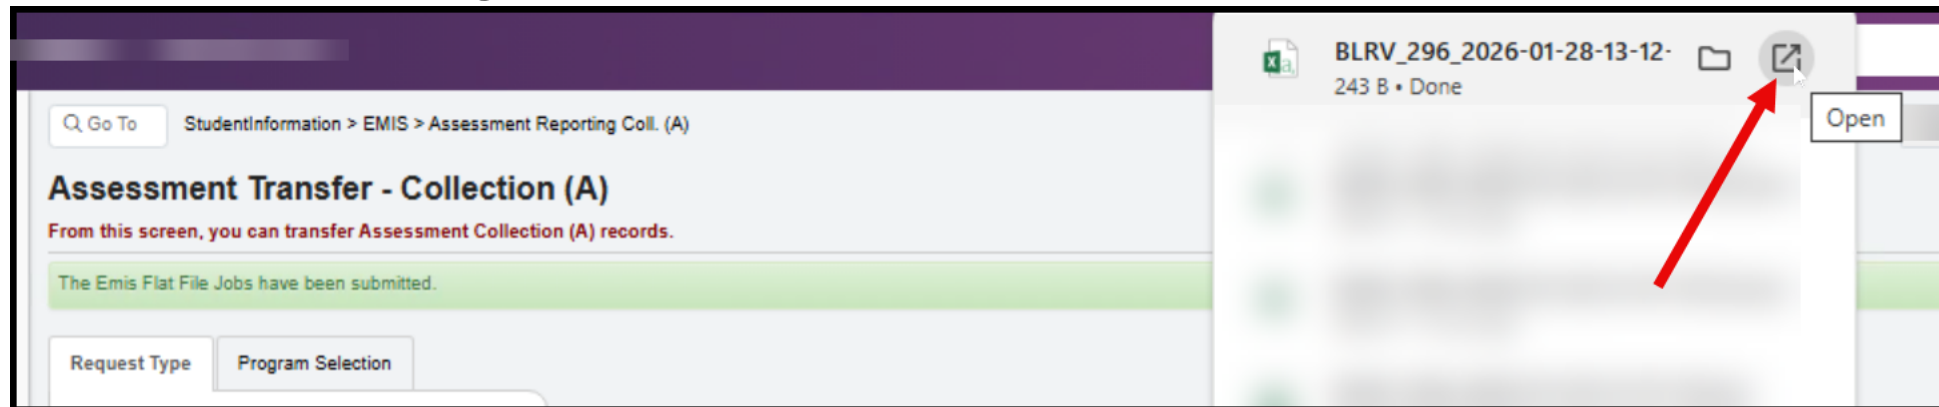 BLRV_296_2026-01-28-13-12-
243 B • Done
Open
Go To
StudentInformation > EMIS > Assessment Reporting Coll. (A)
Assessment Transfer - Collection (A)
From this screen, you can transfer Assessment Collection (A) records.
The Emis Flat File Jobs have been submitted.
Request Type
Program Selection